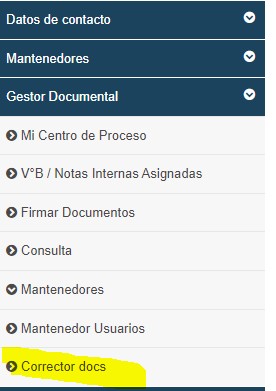 Datos de contacto
Mantenedores
Gestor Documental
Mi Centro de Proceso
V°B / Notas Internas Asignadas
Firmar Documentos
Consulta
Mantenedores
Mantenedor Usuarios
Corrector docs